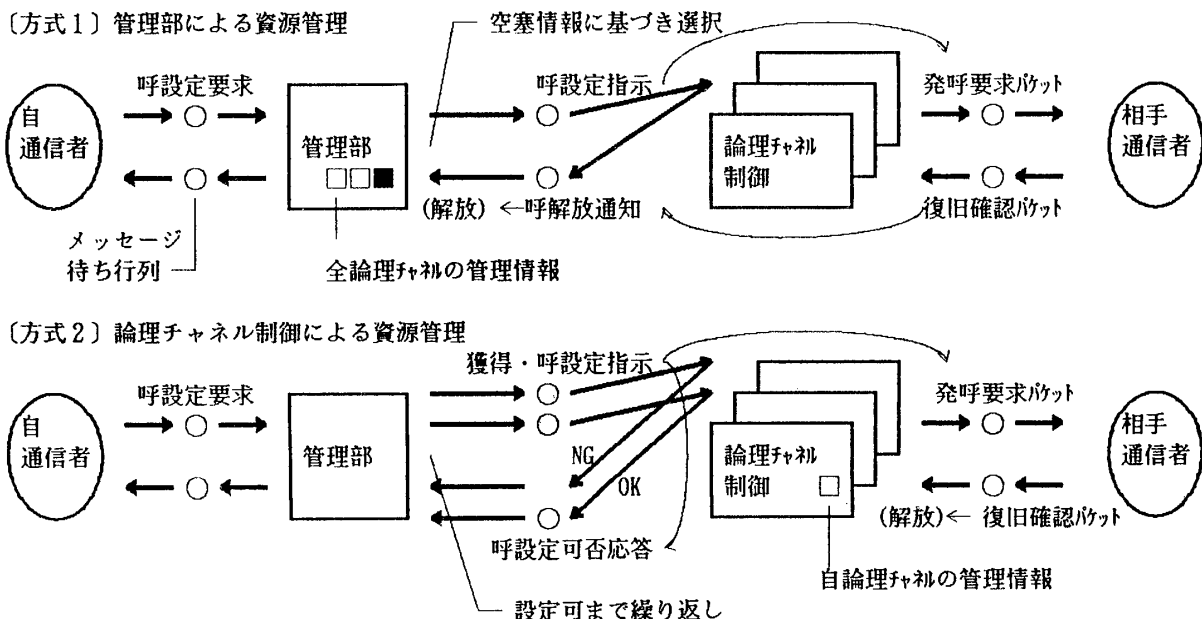 〔方式１〕管理部による資源管理
空塞情報に基づき選択
呼設定要求
呼設定指示
発呼要求ﾊﾟｹｯﾄ
自
通信者
管理部
論理ﾁｬﾈﾙ
制御
相手
通信者
(解放) ←呼解放通知
復旧確認ﾊﾟｹｯﾄ
メッセージ
待ち行列
全論理ﾁｬﾈﾙの管理情報
〔方式２〕論理チャネル制御による資源管理
獲得・呼設定指示
呼設定要求
発呼要求ﾊﾟｹｯﾄ
自
通信者
管理部
NG
OK
論理ﾁｬﾈﾙ
制御
相手
通信者
(解放)← 復旧確認ﾊﾟｹｯﾄ
呼設定可否応答
自論理ﾁｬﾈﾙの管理情報
設定可まで繰り返し